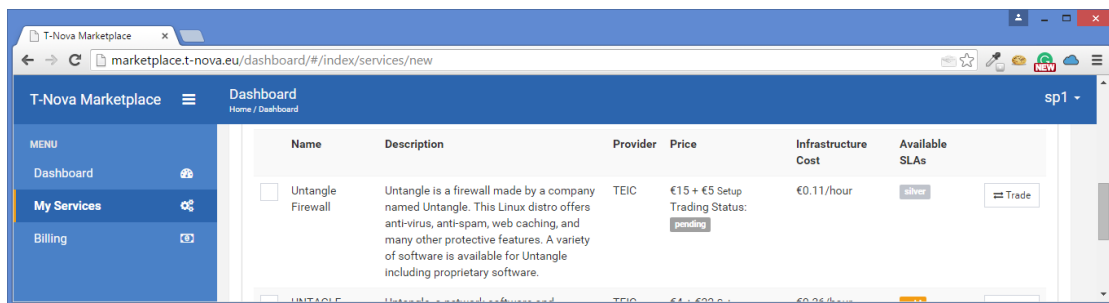 T-Nova Marketplace
marketplace.t-nova.eu/dashboard/#/index/services/new
NEW
T-Nova Marketplace
Dashboard
Home / Dashboard
sp1
MENU
Dashboard
My Services
Billing
Name Description Provider Price Infrastructure Cost Available SLAs
Untangle Firewall
Untangle is a firewall made by a company
named Untangle. This Linux distro offers
anti-virus, anti-spam, web caching, and
many other protective features. A variety
of software is available for Untangle
including proprietary software.
TEIC
€15 + €5 Setup
Trading Status:
pending
€0.11/hour
silver
Trade